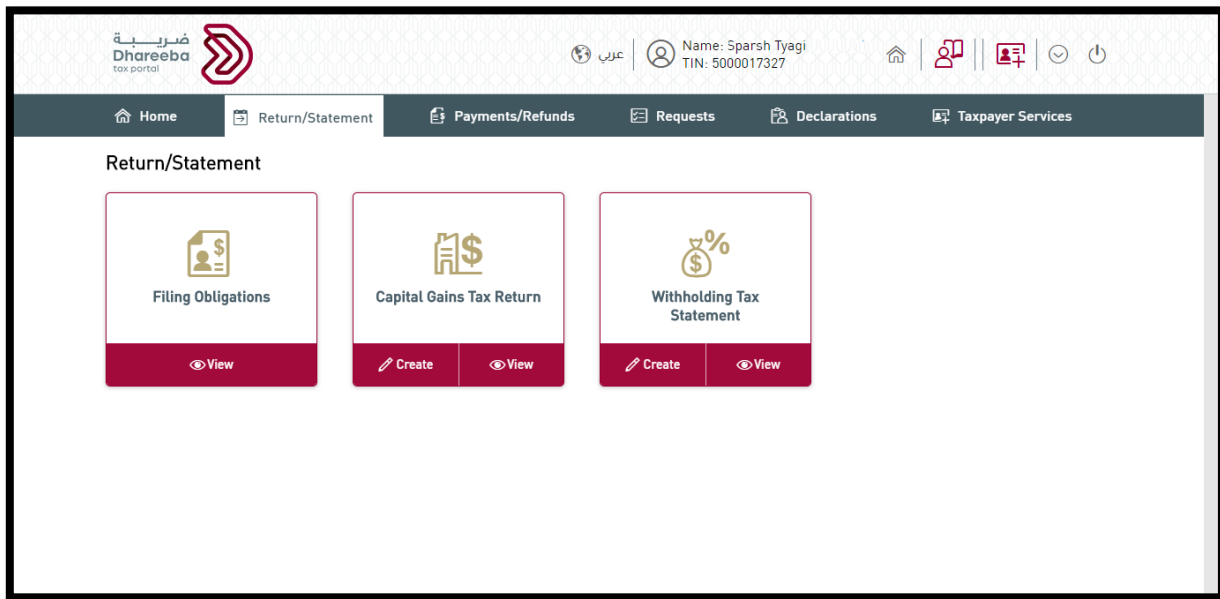 ضريبة
Dhareeba
tax portal
عربي
Name: Sparsh Tyagi
TIN: 5000017327
Home
Return/Statement
Payments/Refunds
Requests
Declarations
Taxpayer Services
Return/Statement
Filing Obligations
View
Capital Gains Tax Return
Create
View
Withholding Tax
Statement
Create
View